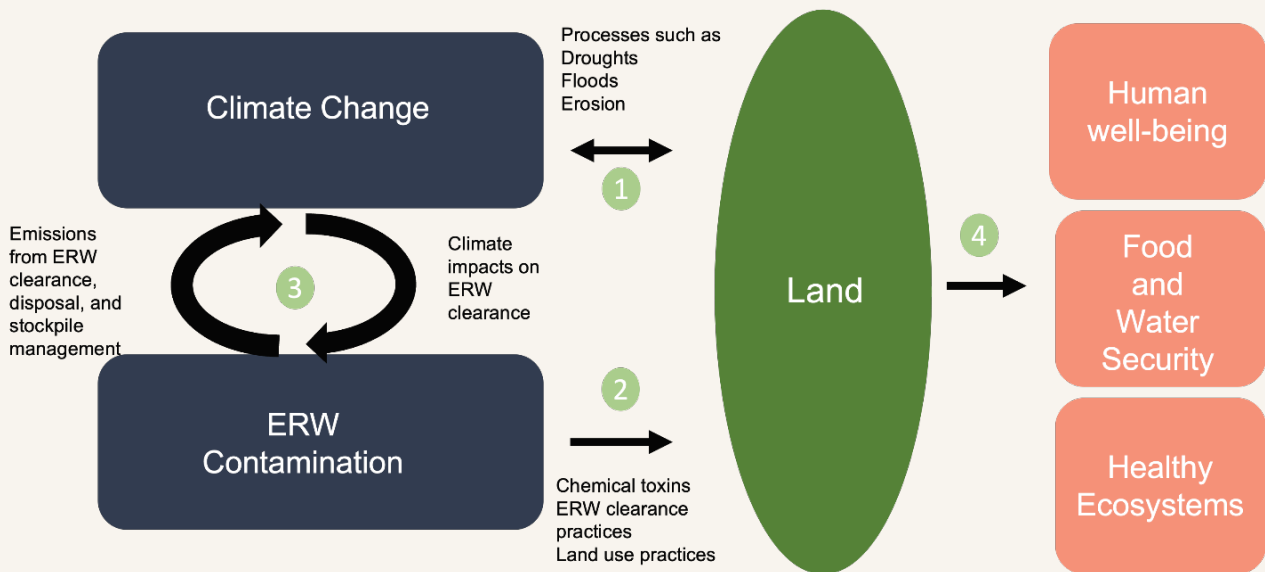 Climate Change
Processes such as
Droughts
Floods
Erosion
1
Emissions
from ERW
clearance,
disposal, and
stockpile
management
3
Climate
impacts on
ERW
clearance
ERW
Contamination
2
Chemical toxins
ERW clearance
practices
Land use practices
Land
4
Human
well-being
Food
and
Water
Security
Healthy
Ecosystems